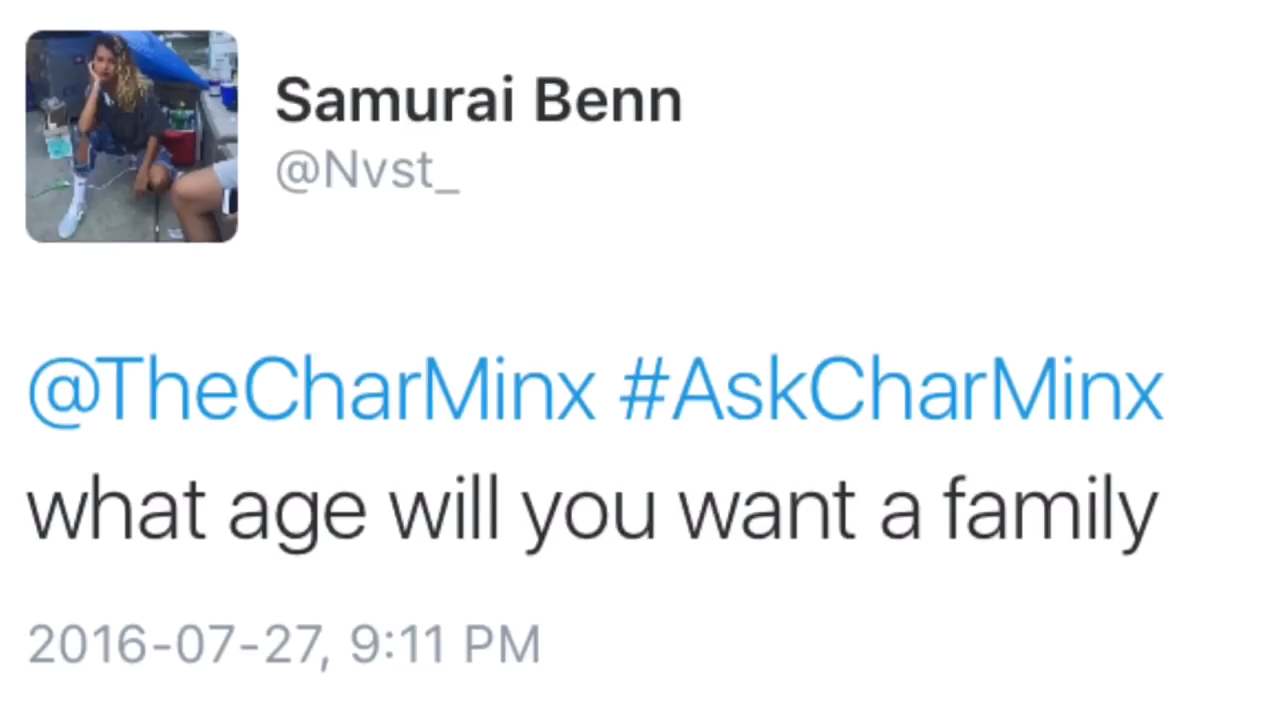 Samurai Benn
@Nvst_
@TheCharMinx #AskCharMinx
what age will you want a family
2016-07-27, 9:11 PM